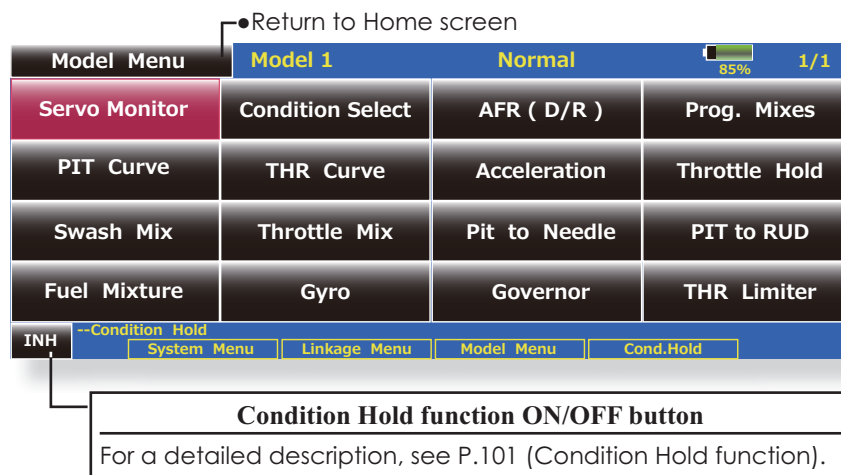 ●Return to Home screen
Model Menu Model 1 Normal 85% 1/1
Servo Monitor Condition Select AFR ( D/R ) Prog. Mixes
PIT Curve THR Curve Acceleration Throttle Hold
Swash Mix Throttle Mix Pit to Needle PIT to RUD
Fuel Mixture Gyro Governor THR Limiter
INH --Condition Hold
System Menu Linkage Menu Model Menu Cond.Hold
Condition Hold function ON/OFF button
For a detailed description, see P.101 (Condition Hold function).